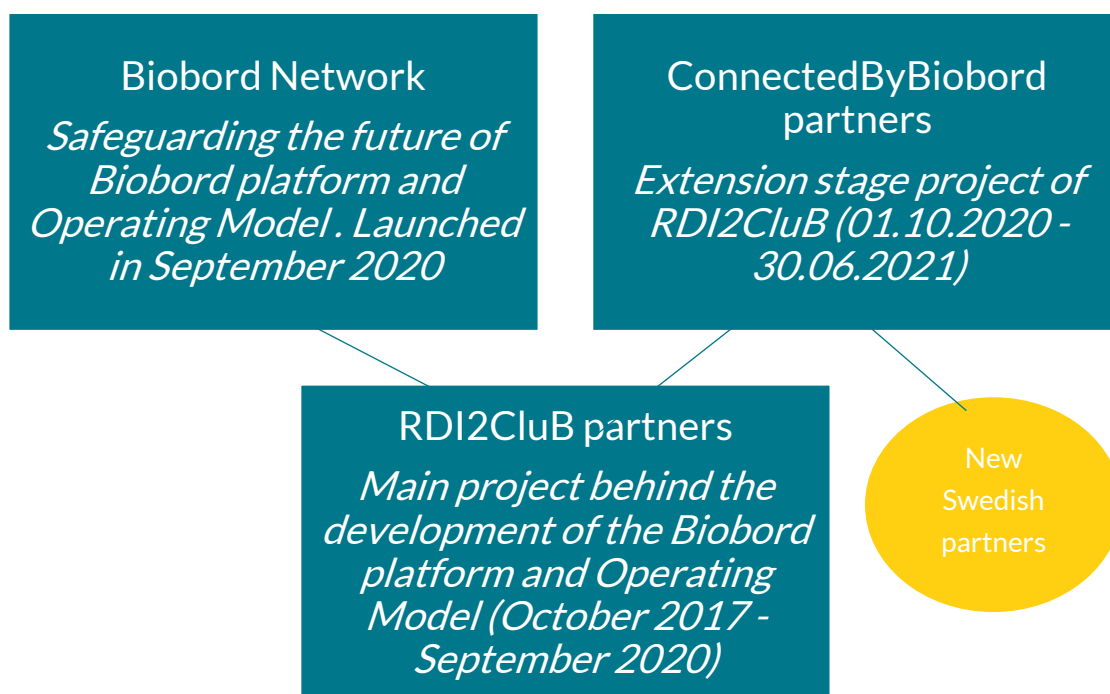 Biobord Network
Safeguarding the future of
Biobord platform and
Operating Model . Launched
in September 2020
ConnectedByBiobord
partners
Extension stage project of
RDI2CluB (01.10.2020 -
30.06.2021)
RDI2CluB partners
Main project behind the
development of the Biobord
platform and Operating
Model (October 2017 -
September 2020)
New
Swedish
partners